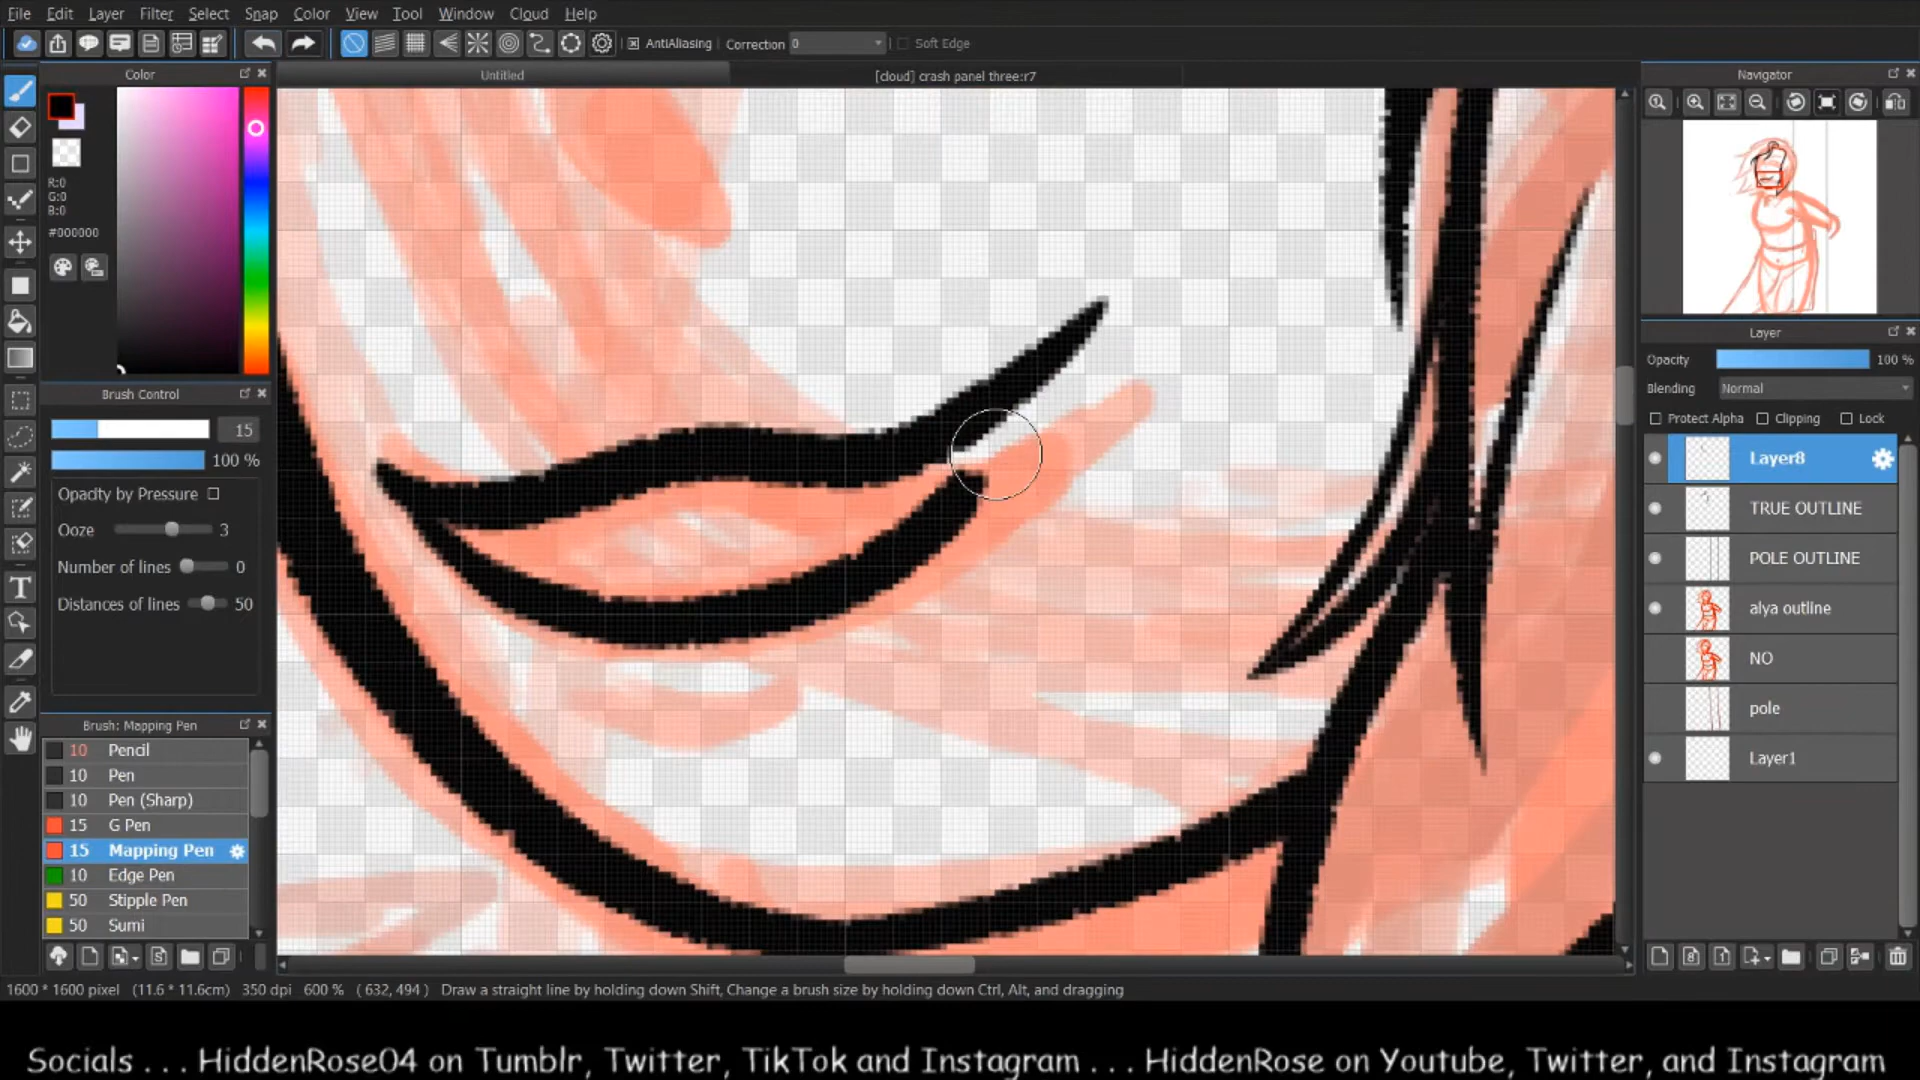 File Edit Layer Filter Select Snap Color View Tool Window Cloud Help
AntiAliasing Correction 0 Soft Edge
Color
Untitled
[cloud] crash panel three:r7
Navigator
R:0
G:0
B:0
#000000
Brush Control
15
100 %
Opacity by Pressure
Ooze 3
Number of lines 0
Distances of lines 50
Brush: Mapping Pen
10 Pencil
10 Pen
10 Pen (Sharp)
15 G Pen
15 Mapping Pen
10 Edge Pen
50 Stipple Pen
50 Sumi
Layer
Opacity 100 %
Blending Normal
Protect Alpha Clipping Lock
Layer8
TRUE OUTLINE
POLE OUTLINE
alya outline
NO
pole
Layer1
1600 * 1600 pixel (11.6 * 11.6cm) 350 dpi 600 % ( 632, 494 ) Draw a straight line by holding down Shift, Change a brush size by holding down Ctrl, Alt, and dragging
Socials . . . HiddenRose04 on Tumblr, Twitter, TikTok and Instagram . . . HiddenRose on Youtube, Twitter, and Instagram